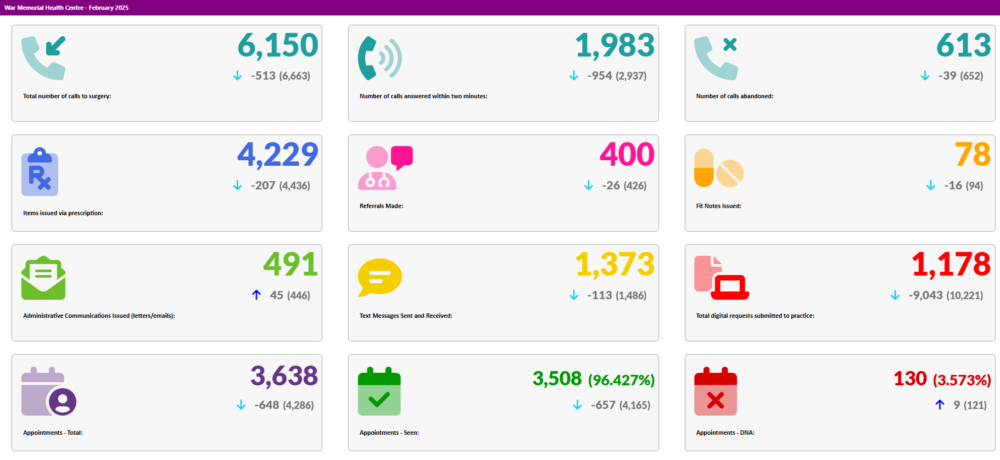 War Memorial Health Centre - February 2025
6,150
-513 (6,663)
Total number of calls to surgery:
1,983
-954 (2,937)
Number of calls answered within two minutes:
613
-39 (652)
Number of calls abandoned:
Rx
4,229
-207 (4,436)
Items issued via prescription:
400
-26 (426)
Referrals Made:
78
-16 (94)
Fit Notes Issued:
491
45 (446)
Administrative Communications Issued (letters/emails):
1,373
-113 (1,486)
Text Messages Sent and Received:
1,178
-9,043 (10,221)
Total digital requests submitted to practice:
3,638
-648 (4,286)
Appointments - Total:
3,508 (96.427%)
-657 (4,165)
Appointments - Seen:
130 (3.573%)
9 (121)
Appointments - DNA: